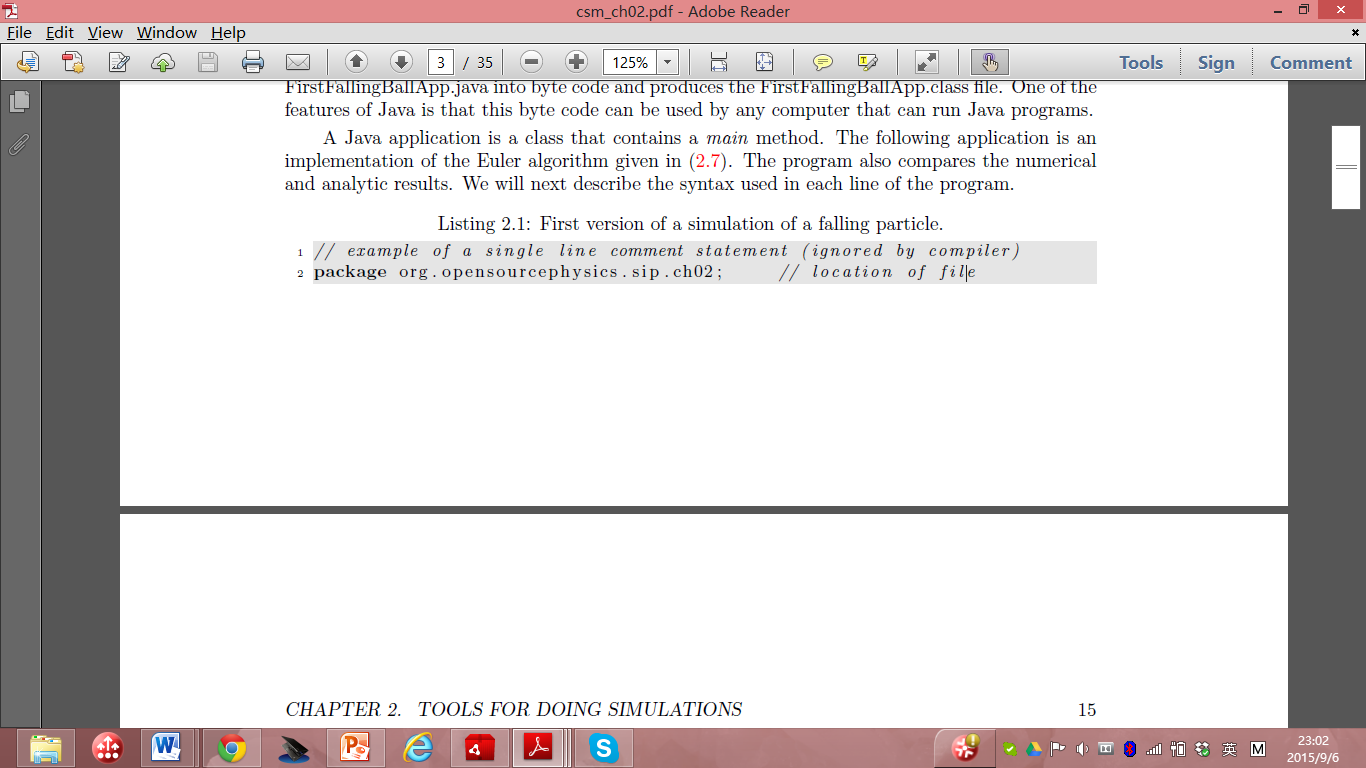 csm_ch02.pdf - Adobe Reader
File Edit View Window Help
3 / 35 125% Tools Sign Comment
FirstFallingBallApp.java into byte code and produces the FirstFallingBallApp.class file. One of the
features of Java is that this byte code can be used by any computer that can run Java programs.
A Java application is a class that contains a main method. The following application is an
implementation of the Euler algorithm given in (2.7). The program also compares the numerical
and analytic results. We will next describe the syntax used in each line of the program.
Listing 2.1: First version of a simulation of a falling particle.
1 // example of a single line comment statement (ignored by compiler)
2 package org.opensourcephysics.sip.ch02; // location of file
CHAPTER 2. TOOLS FOR DOING SIMULATIONS 15
英 M 23:02
2015/9/6